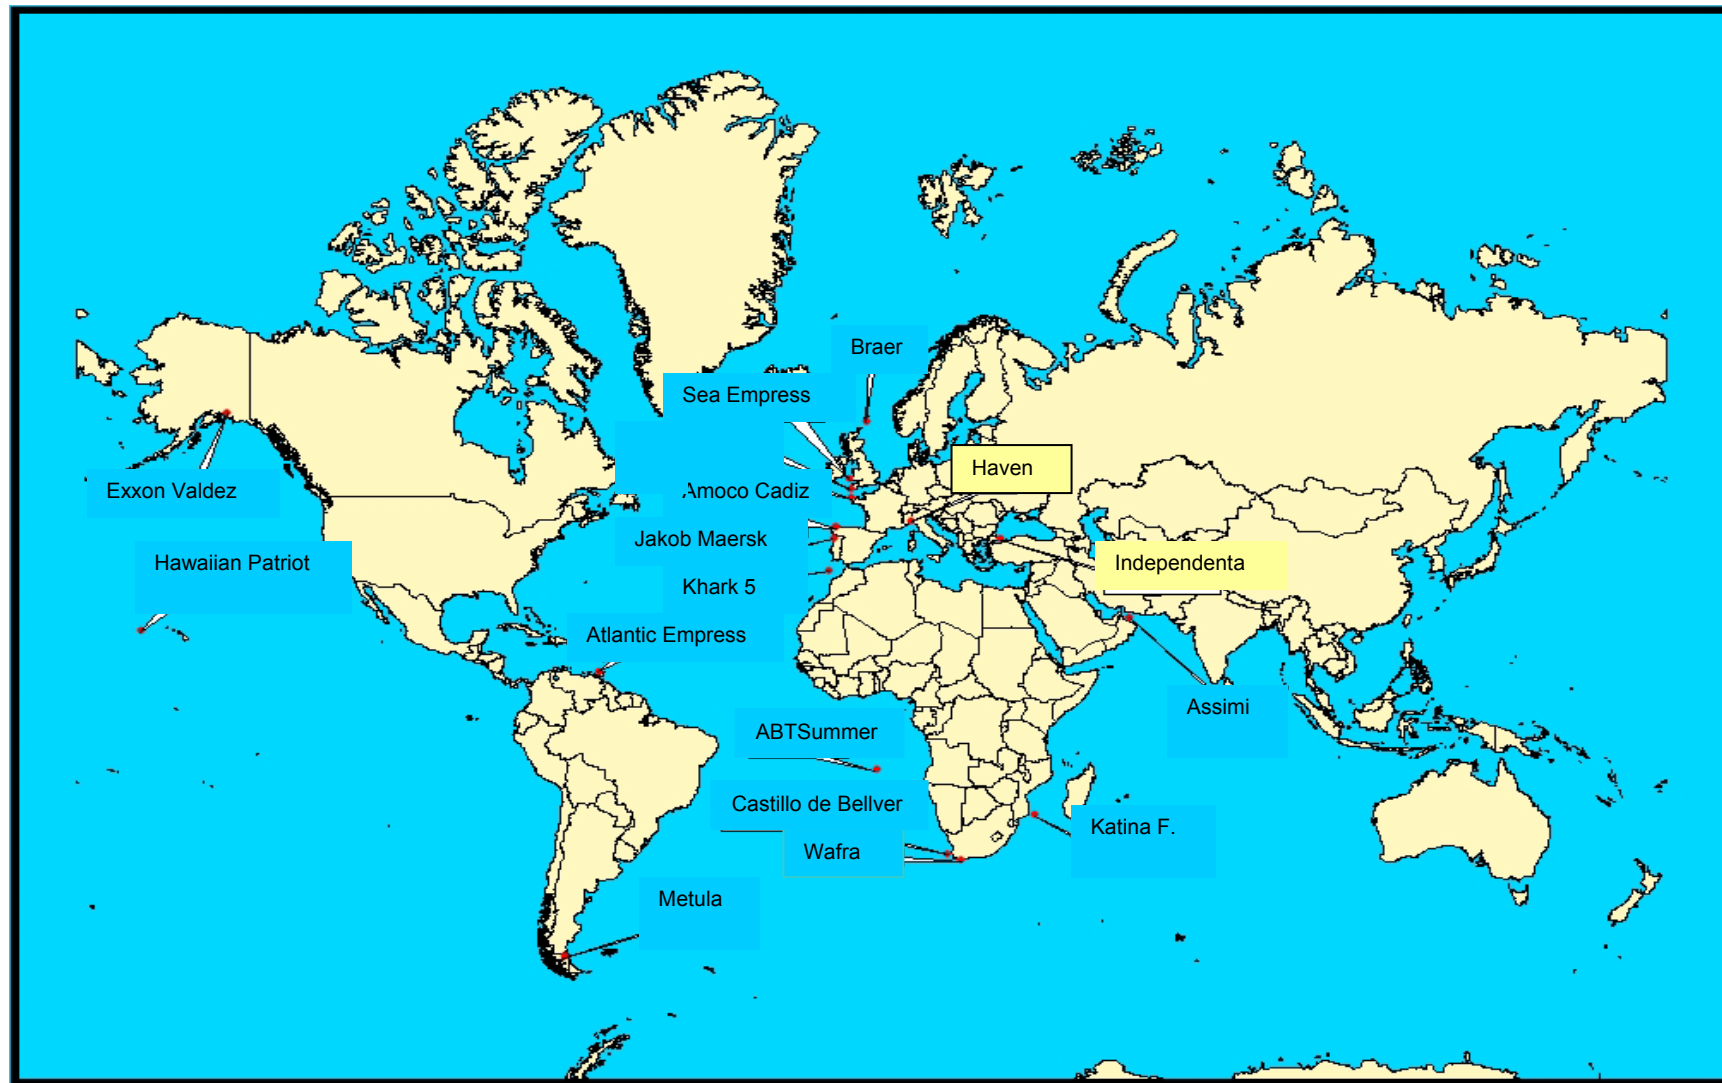 Braer
Sea Empress
Haven
Exxon Valdez
Amoco Cadiz
Jakob Maersk
Hawaiian Patriot
Independenta
Khark 5
Atlantic Empress
Assimi
ABTSummer
Castillo de Bellver
Katina F.
Wafra
Metula